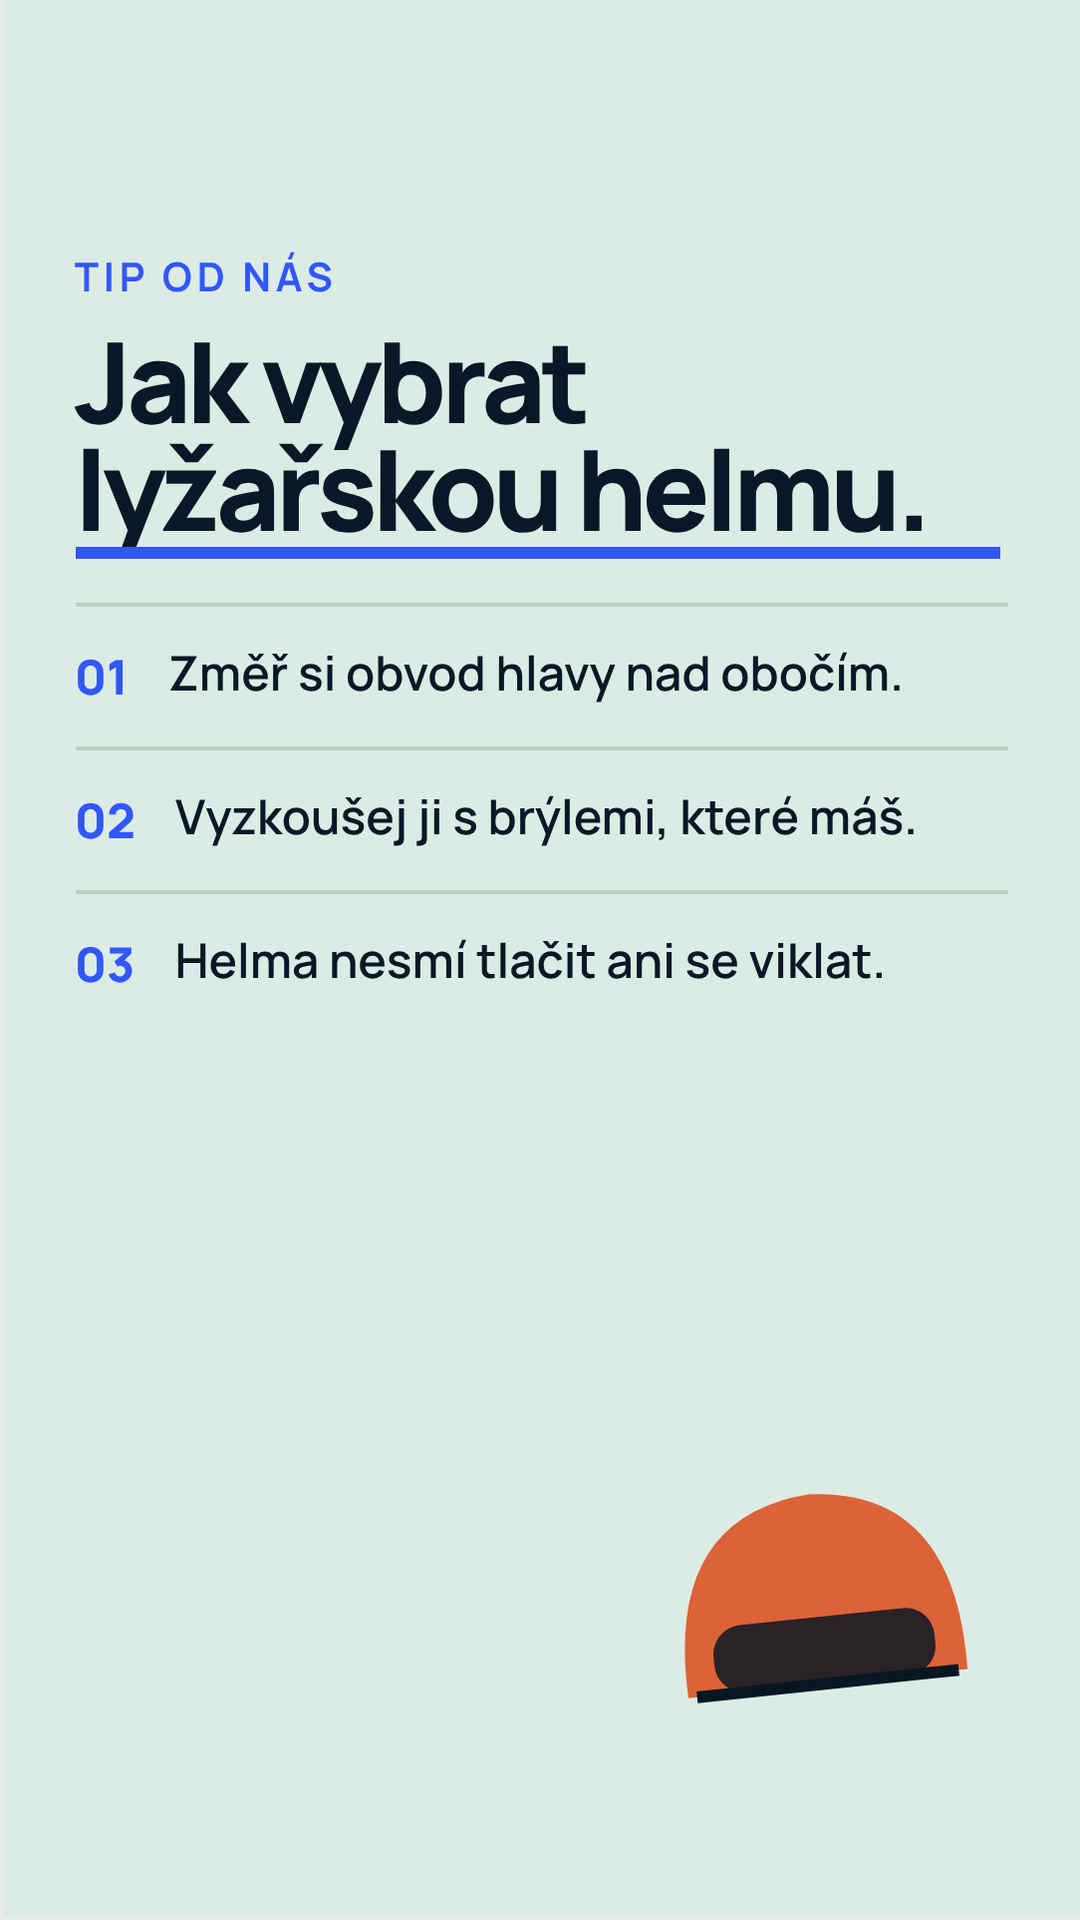 TIP OD NÁS
Jak vybrat
lyžařskou helmu.
01 Změř si obvod hlavy nad obočím.
02 Vyzkoušej ji s brýlemi, které máš.
03 Helma nesmí tlačit ani se viklat.